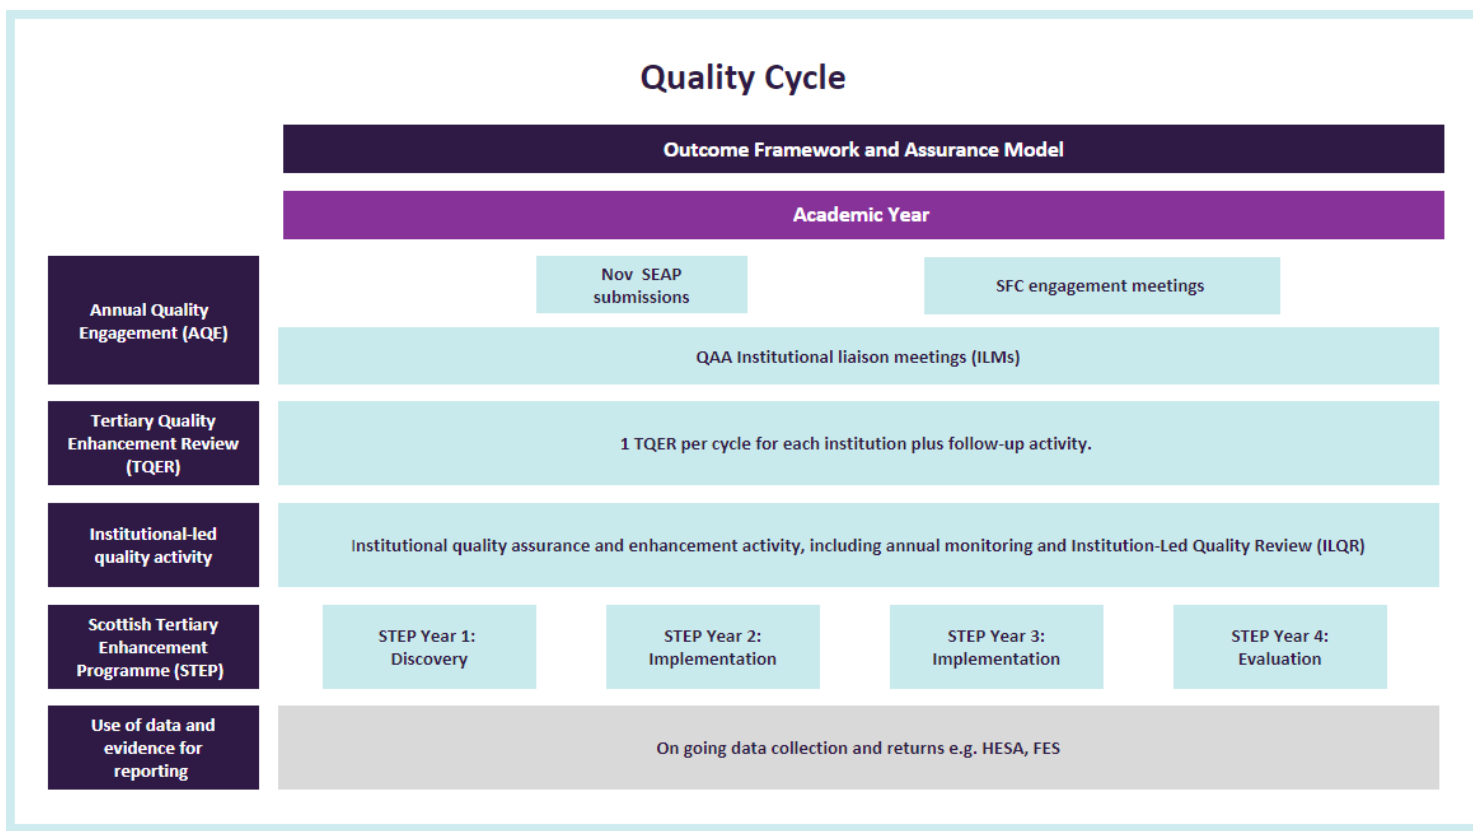 Quality Cycle
Outcome Framework and Assurance Model
Academic Year
Annual Quality
Engagement (AQE)
Nov SEAP
submissions
SFC engagement meetings
QAA Institutional liaison meetings (ILMs)
Tertiary Quality
Enhancement Review
(TQER)
1 TQER per cycle for each institution plus follow-up activity.
Institutional-led
quality activity
Institutional quality assurance and enhancement activity, including annual monitoring and Institution-Led Quality Review (ILQR)
Scottish Tertiary
Enhancement
Programme (STEP)
STEP Year 1:
Discovery
STEP Year 2:
Implementation
STEP Year 3:
Implementation
STEP Year 4:
Evaluation
Use of data and
evidence for
reporting
On going data collection and returns e.g. HESA, FES